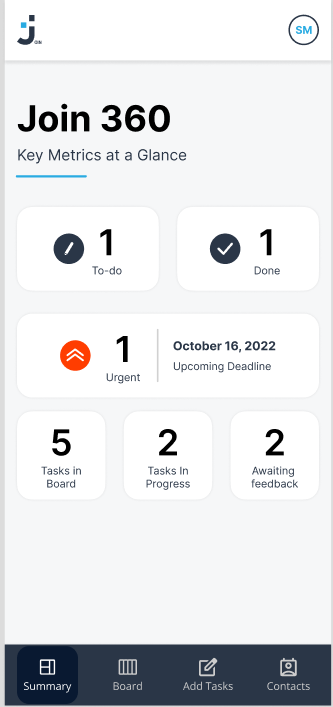 JOIN
SM
Join 360
Key Metrics at a Glance
1
To-do
1
Done
1
Urgent
October 16, 2022
Upcoming Deadline
5
Tasks in
Board
2
Tasks In
Progress
2
Awaiting
feedback
Summary
Board
Add Tasks
Contacts